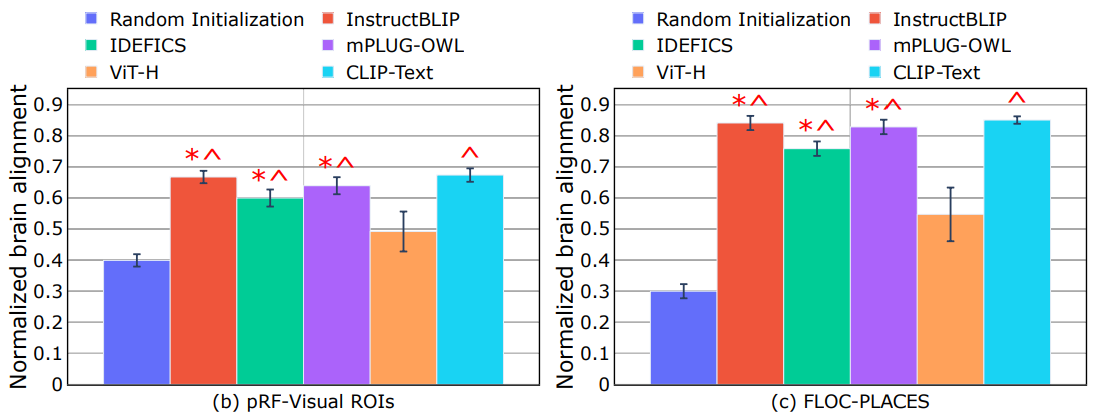 Random Initialization InstructBLIP
IDEFICS mPLUG-OWL
ViT-H CLIP-Text
Normalized brain alignment
0.9
0.8
0.7
0.6
0.5
0.4
0.3
0.2
0.1
0
*^
*^
*^
^
(b) pRF-Visual ROIs
Random Initialization InstructBLIP
IDEFICS mPLUG-OWL
ViT-H CLIP-Text
Normalized brain alignment
0.9
0.8
0.7
0.6
0.5
0.4
0.3
0.2
0.1
0
*^
*^
*^
^
(c) FLOC-PLACES